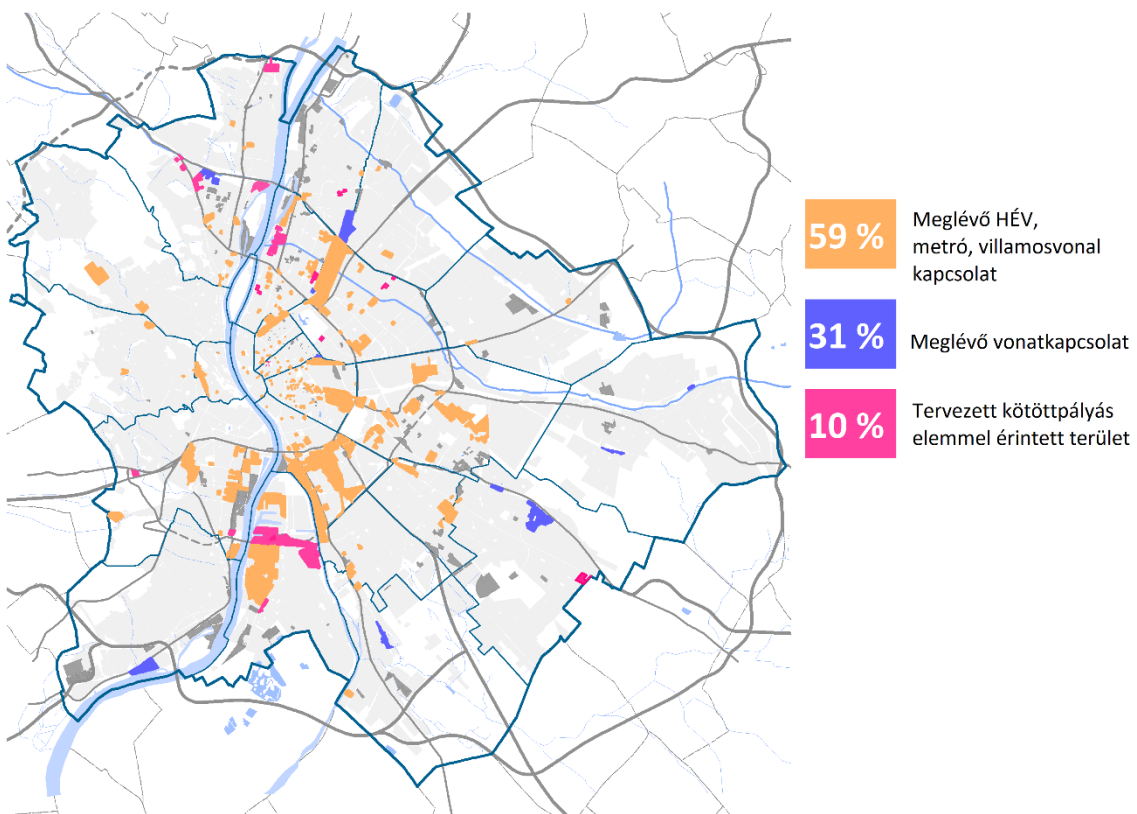 59 %
Meglévő HÉV,
metró, villamosvonal
kapcsolat
31 %
Meglévő vonatkapcsolat
10 %
Tervezett kötöttpályás
elemmel érintett terület